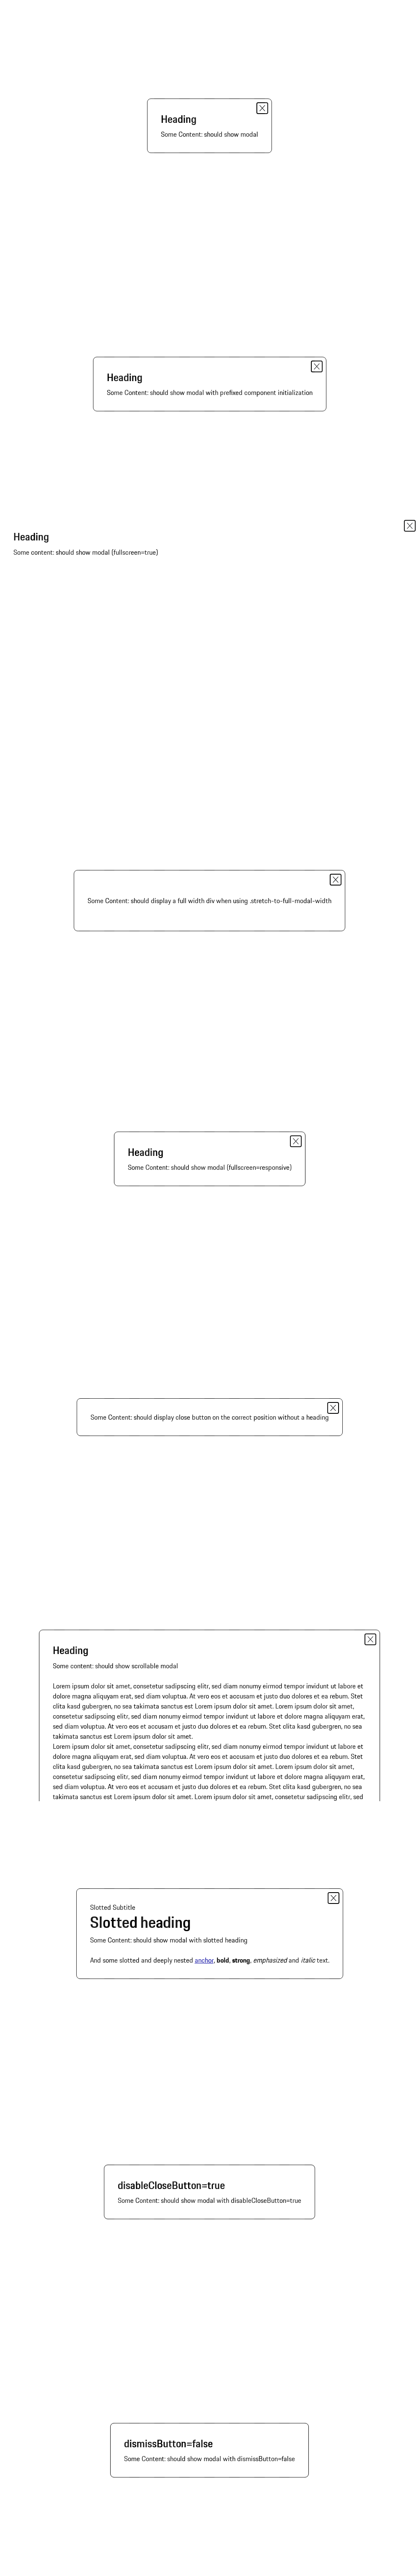 Heading
Some Content: should show modal
Heading
Some Content: should show modal with prefixed component initialization
Heading
Some content: should show modal (fullscreen=true)
Some Content: should display a full width div when using .stretch-to-full-modal-width
Heading
Some Content: should show modal (fullscreen=responsive)
Some Content: should display close button on the correct position without a heading
Heading
Some content: should show scrollable modal
Lorem ipsum dolor sit amet, consetetur sadipscing elitr, sed diam nonumy eirmod tempor invidunt ut labore et
dolore magna aliquyam erat, sed diam voluptua. At vero eos et accusam et justo duo dolores et ea rebum. Stet
clita kasd gubergren, no sea takimata sanctus est Lorem ipsum dolor sit amet. Lorem ipsum dolor sit amet,
consetetur sadipscing elitr, sed diam nonumy eirmod tempor invidunt ut labore et dolore magna aliquyam erat,
sed diam voluptua. At vero eos et accusam et justo duo dolores et ea rebum. Stet clita kasd gubergren, no sea
takimata sanctus est Lorem ipsum dolor sit amet.
Lorem ipsum dolor sit amet, consetetur sadipscing elitr, sed diam nonumy eirmod tempor invidunt ut labore et
dolore magna aliquyam erat, sed diam voluptua. At vero eos et accusam et justo duo dolores et ea rebum. Stet
clita kasd gubergren, no sea takimata sanctus est Lorem ipsum dolor sit amet. Lorem ipsum dolor sit amet,
consetetur sadipscing elitr, sed diam nonumy eirmod tempor invidunt ut labore et dolore magna aliquyam erat,
sed diam voluptua. At vero eos et accusam et justo duo dolores et ea rebum. Stet clita kasd gubergren, no sea
takimata sanctus est Lorem ipsum dolor sit amet. Lorem ipsum dolor sit amet, consetetur sadipscing elitr, sed
Slotted Subtitle
Slotted heading
Some Content: should show modal with slotted heading
And some slotted and deeply nested anchor, bold, strong, emphasized and italic text.
disableCloseButton=true
Some Content: should show modal with disableCloseButton=true
dismissButton=false
Some Content: should show modal with dismissButton=false